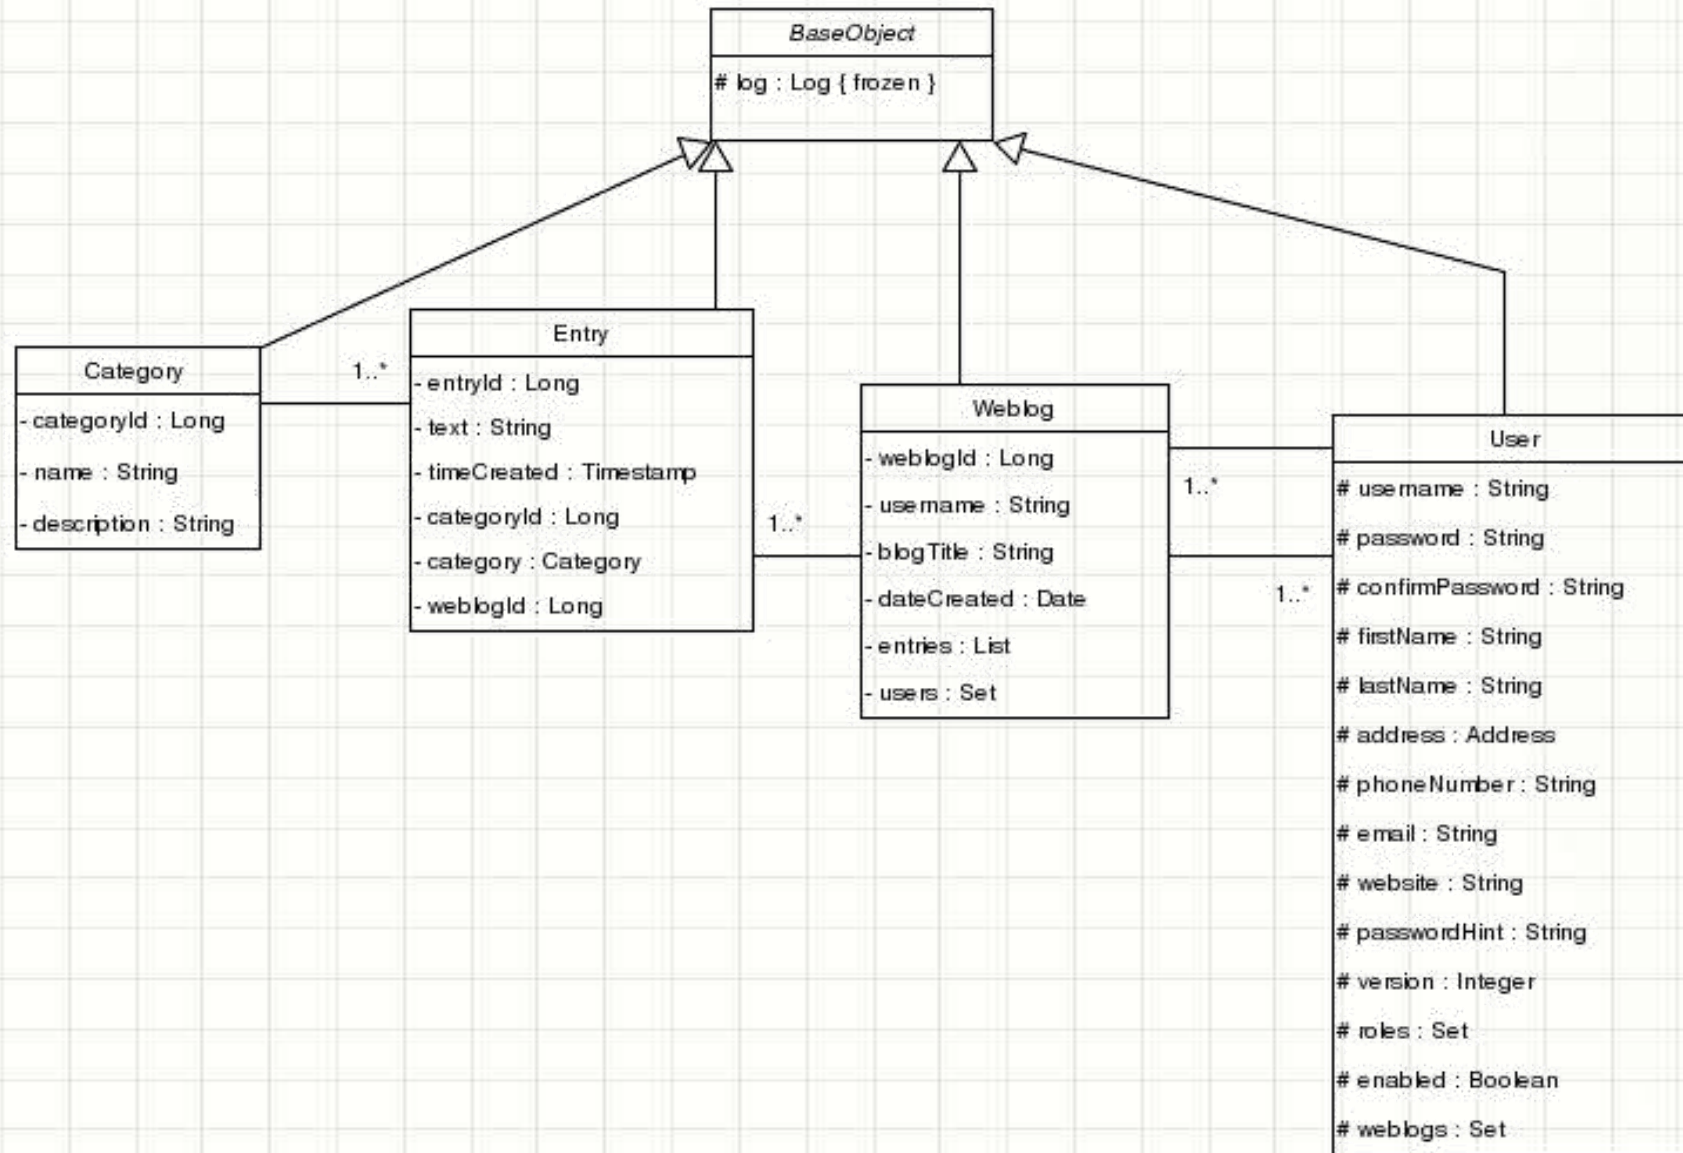 BaseObject
# log : Log { frozen }
Category
- categoryId : Long
- name : String
- description : String
1..*
Entry
- entryId : Long
- text : String
- timeCreated : Timestamp
- categoryId : Long
- category : Category
- weblogId : Long
1..*
Weblog
- weblogId : Long
- username : String
- blogTitle : String
- dateCreated : Date
- entries : List
- users : Set
1..*
1..*
User
# username : String
# password : String
# confirmPassword : String
# firstName : String
# lastName : String
# address : Address
# phoneNumber : String
# email : String
# website : String
# passwordHint : String
# version : Integer
# roles : Set
# enabled : Boolean
# weblogs : Set